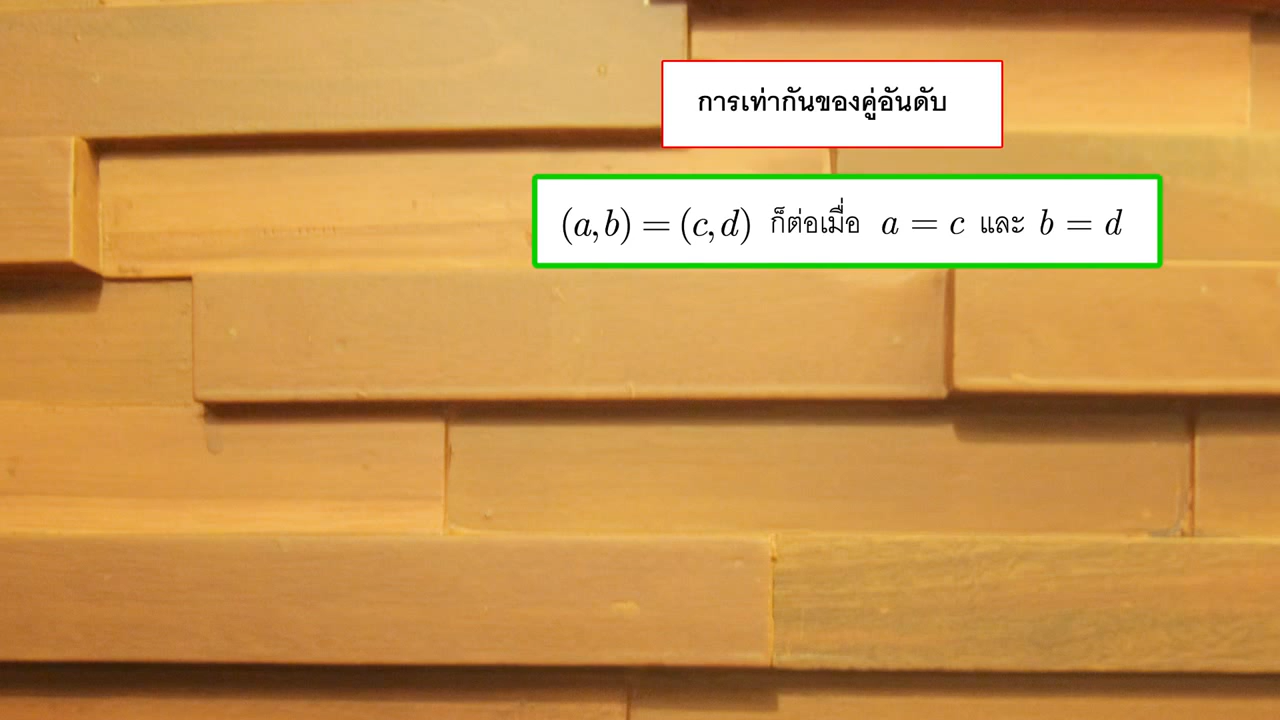 การเท่ากันของคู่อันดับ
(a, b) = (c, d) ก็ต่อเมื่อ a = c และ b = d